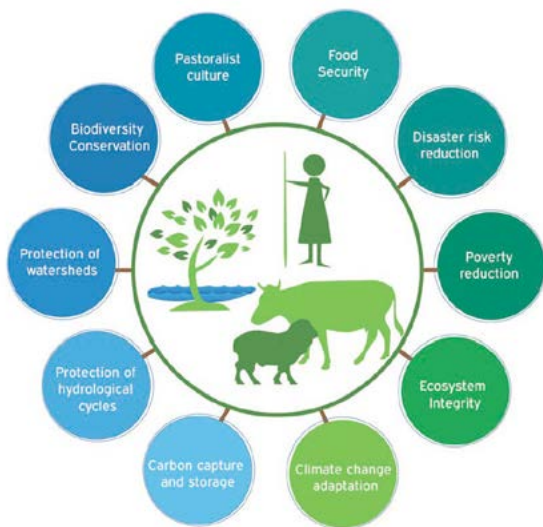 Pastoralist
culture
Food
Security
Disaster risk
reduction
Poverty
reduction
Ecosystem
Integrity
Climate change
adaptation
Carbon capture
and storage
Protection of
hydrological
cycles
Protection of
watersheds
Biodiversity
Conservation